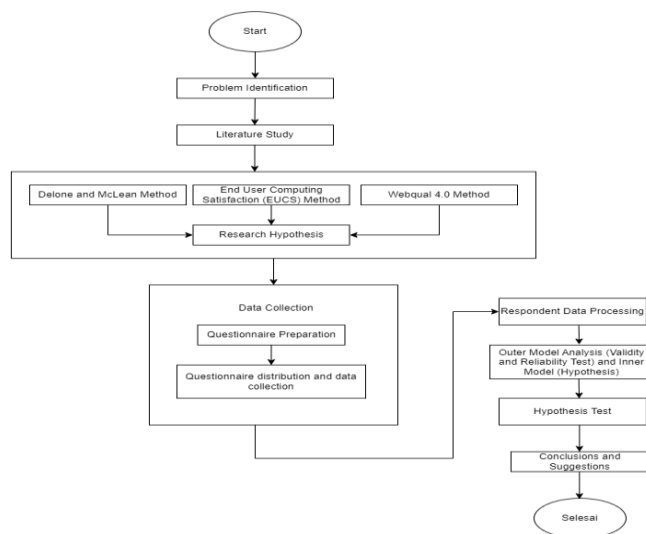 Start
Problem Identification
Literature Study
Delone and McLean Method
End User Computing
Satisfaction (EUCS) Method
Webqual 4.0 Method
Research Hypothesis
Data Collection
Questionnaire Preparation
Questionnaire distribution and data
collection
Respondent Data Processing
Outer Model Analysis (Validity
and Reliability Test) and Inner
Model (Hypothesis)
Hypothesis Test
Conclusions and
Suggestions
Selesai